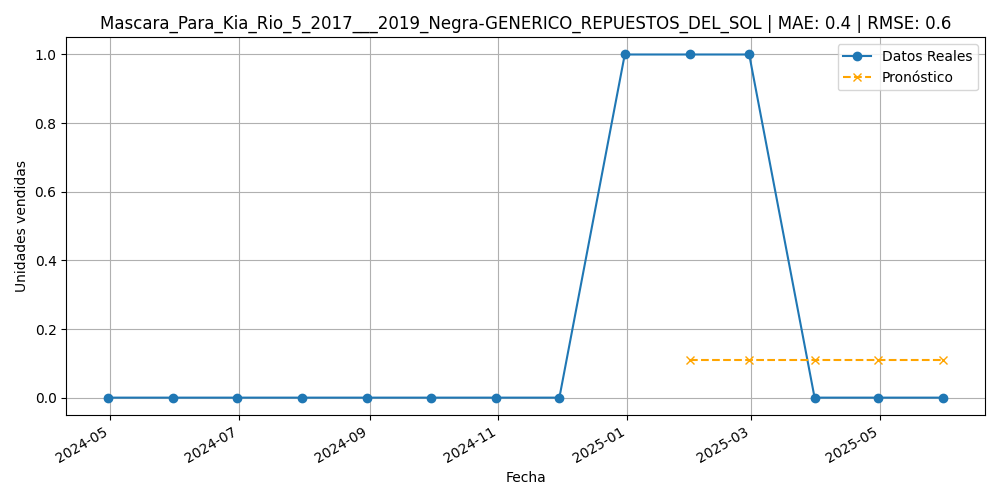 Mascara_Para_Kia_Rio_5_2017___2019_Negra-GENERICO_REPUESTOS_DEL_SOL | MAE: 0.4 | RMSE: 0.6
Datos Reales
Pronóstico
Unidades vendidas
1.0
0.8
0.6
0.4
0.2
0.0
2024-05
2024-07
2024-09
2024-11
2025-01
2025-03
2025-05
Fecha